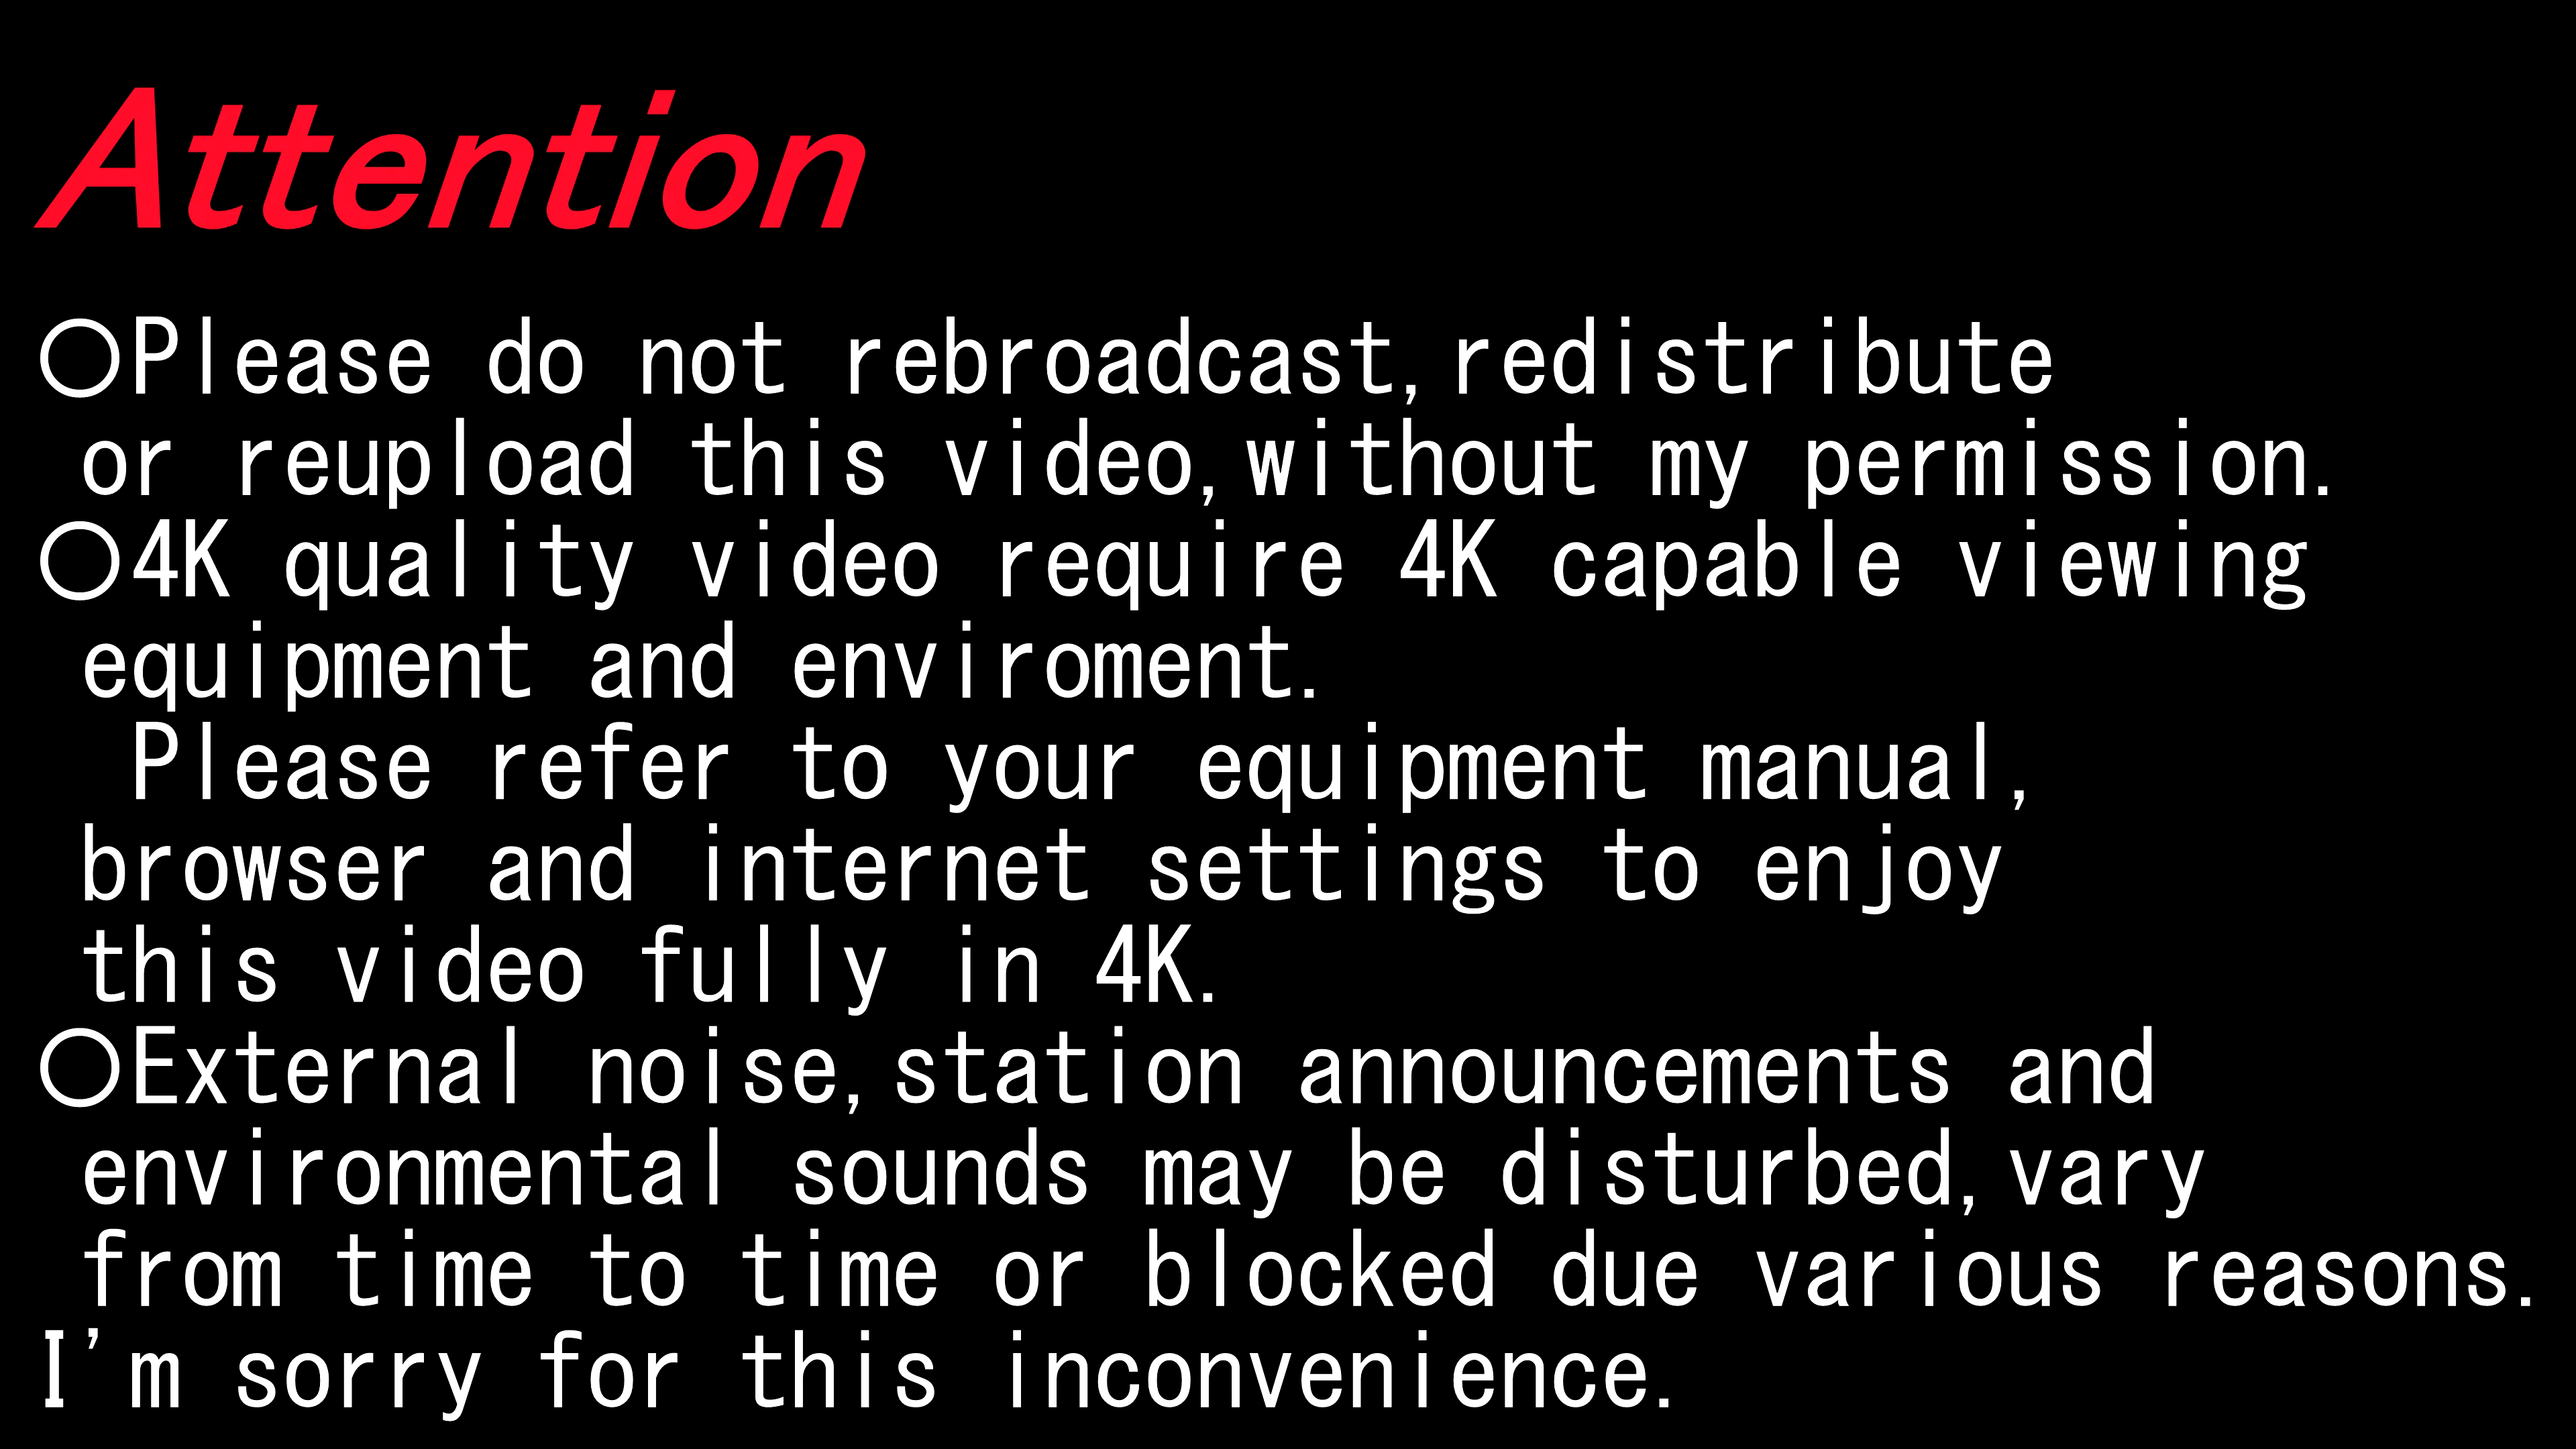 Attention
○Please do not rebroadcast,redistribute
or reupload this video,without my permission.
○4K quality video require 4K capable viewing
equipment and enviroment.
Please refer to your equipment manual,
browser and internet settings to enjoy
this video fully in 4K.
○External noise,station announcements and
environmental sounds may be disturbed,vary
from time to time or blocked due various reasons.
I'm sorry for this inconvenience.